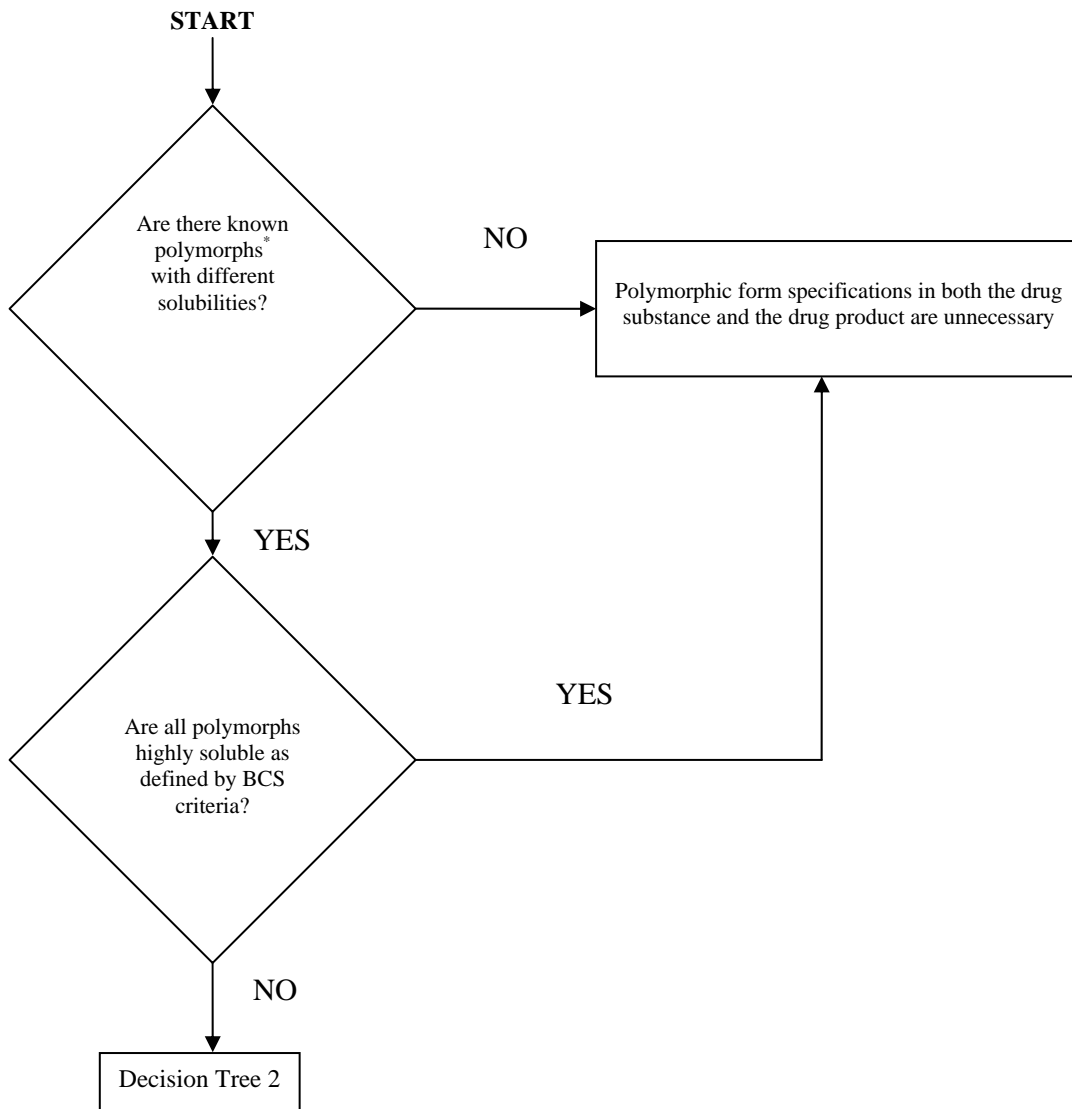 START
Are there known
polymorphs*
with different
solubilities?
NO
Polymorphic form specifications in both the drug
substance and the drug product are unnecessary
YES
Are all polymorphs
highly soluble as
defined by BCS
criteria?
YES
NO
Decision Tree 2